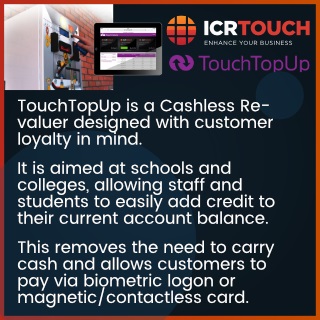 ICRTOUCH
ENHANCE YOUR BUSINESS
TouchTopUp
TouchTopUp is a Cashless Re-
valuer designed with customer
loyalty in mind.
It is aimed at schools and
colleges, allowing staff and
students to easily add credit to
their current account balance.
This removes the need to carry
cash and allows customers to
pay via biometric logon or
magnetic/contactless card.